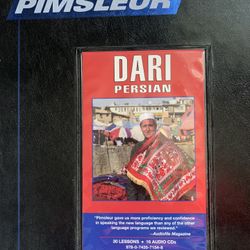 PIMSLEUR
DARI
PERSIAN
"Pimsleur gave us more proficiency and confidence
in speaking the new language than any of the other
language programs we reviewed."
–Audiofile Magazine
30 LESSONS • 16 AUDIO CDs
978-0-7435-7154-8